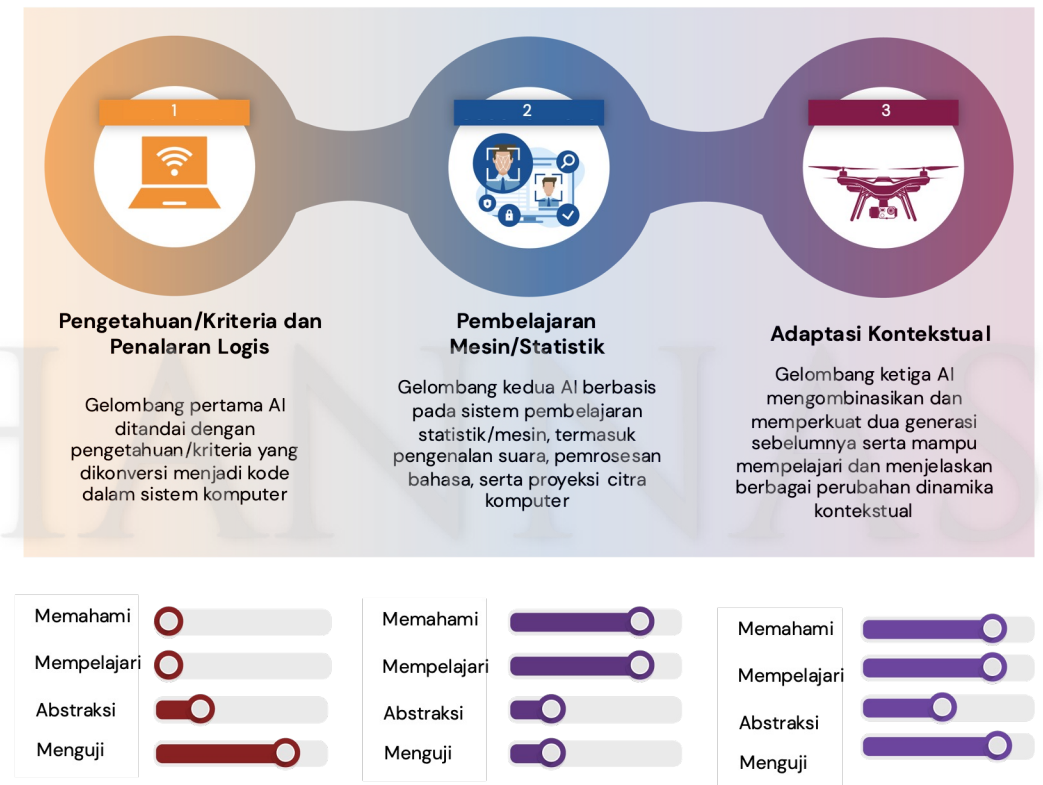 1
2
3
Pengetahuan/Kriteria dan
Penalaran Logis
Gelombang pertama AI
ditandai dengan
pengetahuan/kriteria yang
dikonversi menjadi kode
dalam sistem komputer
Pembelajaran
Mesin/Statistik
Gelombang kedua AI berbasis
pada sistem pembelajaran
statistik/mesin, termasuk
pengenalan suara, pemrosesan
bahasa, serta proyeksi citra
komputer
Adaptasi Kontekstual
Gelombang ketiga AI
mengombinasikan dan
memperkuat dua generasi
sebelumnya serta mampu
mempelajari dan menjelaskan
berbagai perubahan dinamika
kontekstual
HANNAS
Memahami
Mempelajari
Abstraksi
Menguji
Memahami
Mempelajari
Abstraksi
Menguji
Memahami
Mempelajari
Abstraksi
Menguji